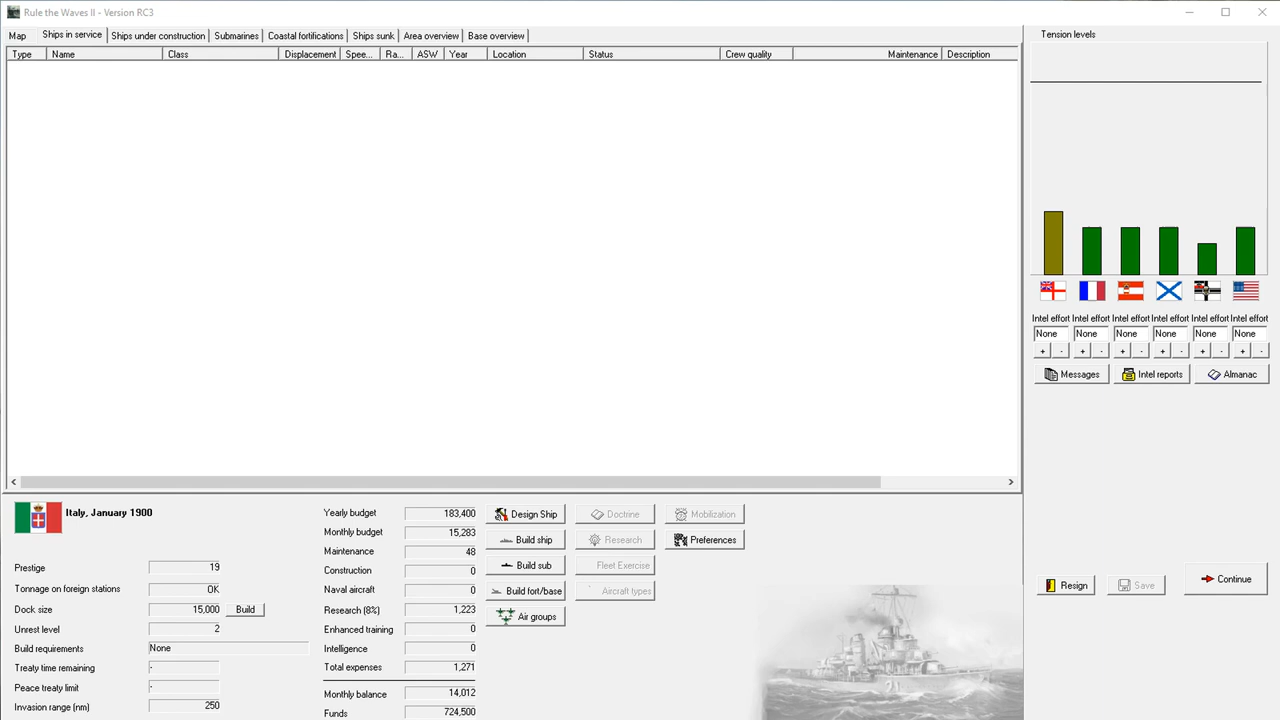 Rule the Waves II - Version RC3
Map Ships in service Ships under construction Submarines Coastal fortifications Ships sunk Area overview Base overview
Type Name Class Displacement Spee... Ra... ASW Year Location Status Crew quality Maintenance Description
Tension levels
Intel effort Intel effort Intel effort Intel effort Intel effort Intel effort
None None None None None None
+ - + - + - + - + - + -
Messages Intel reports Almanac
Italy, January 1900
Prestige 19
Tonnage on foreign stations OK
Dock size 15,000 Build
Unrest level 2
Build requirements None
Treaty time remaining -
Peace treaty limit -
Invasion range (nm) 250
Yearly budget 183,400
Monthly budget 15,283
Maintenance 48
Construction 0
Naval aircraft 0
Research (8%) 1,223
Enhanced training 0
Intelligence 0
Total expenses 1,271
Monthly balance 14,012
Funds 724,500
Design Ship Doctrine Mobilization
Build ship Research Preferences
Build sub Fleet Exercise
Build fort/base Aircraft types
Air groups
Resign Save Continue